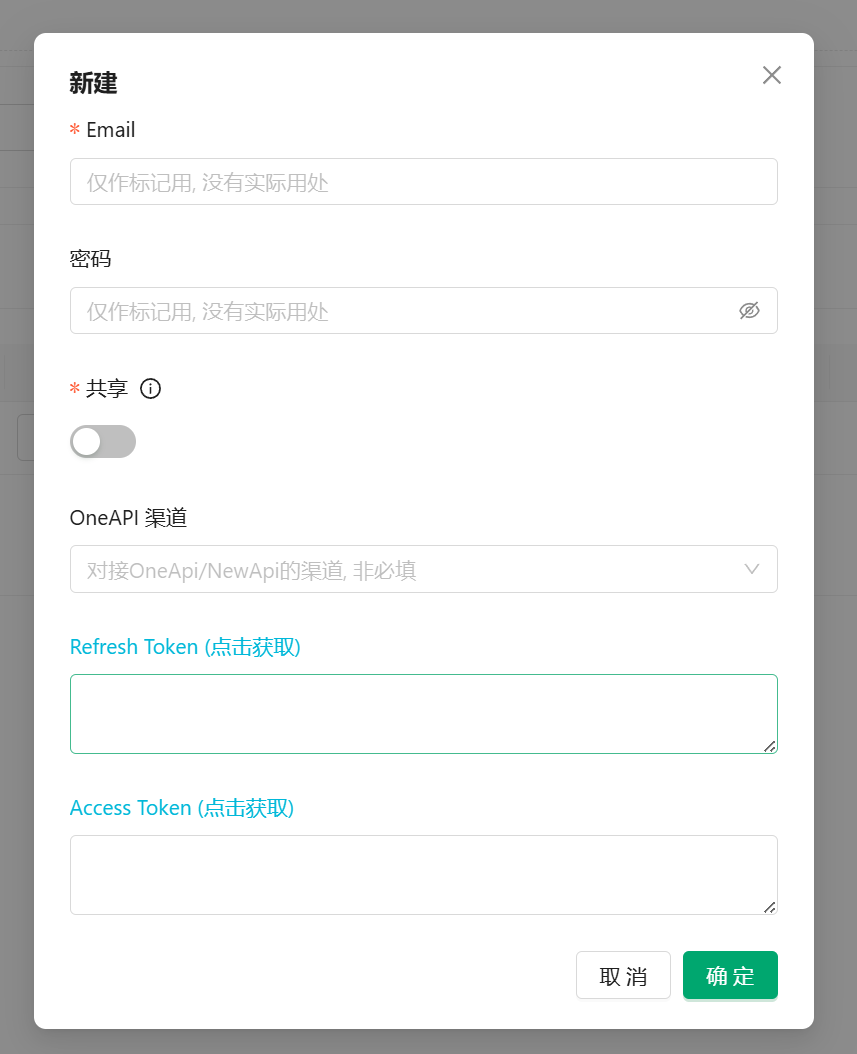 新建
* Email
仅作标记用, 没有实际用处
密码
仅作标记用, 没有实际用处
* 共享
OneAPI 渠道
对接OneApi/NewApi的渠道, 非必填
Refresh Token (点击获取)
Access Token (点击获取)
取 消
确 定